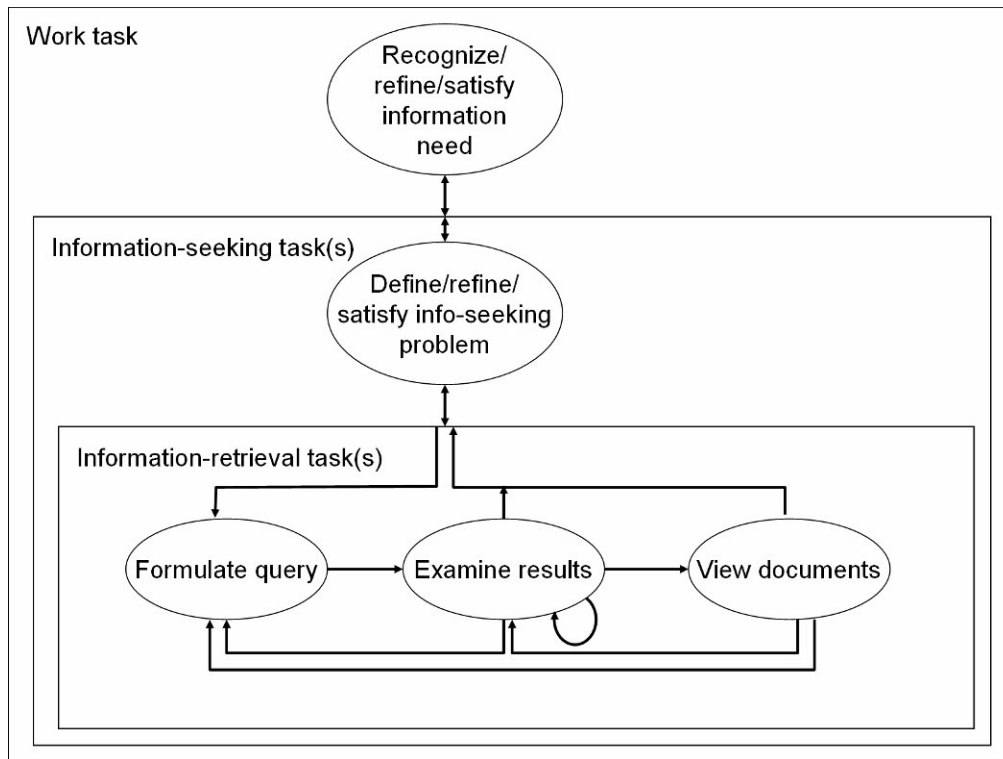 Work task
Recognize/
refine/satisfy
information
need
Information-seeking task(s)
Define/refine/
satisfy info-seeking
problem
Information-retrieval task(s)
Formulate query
Examine results
View documents